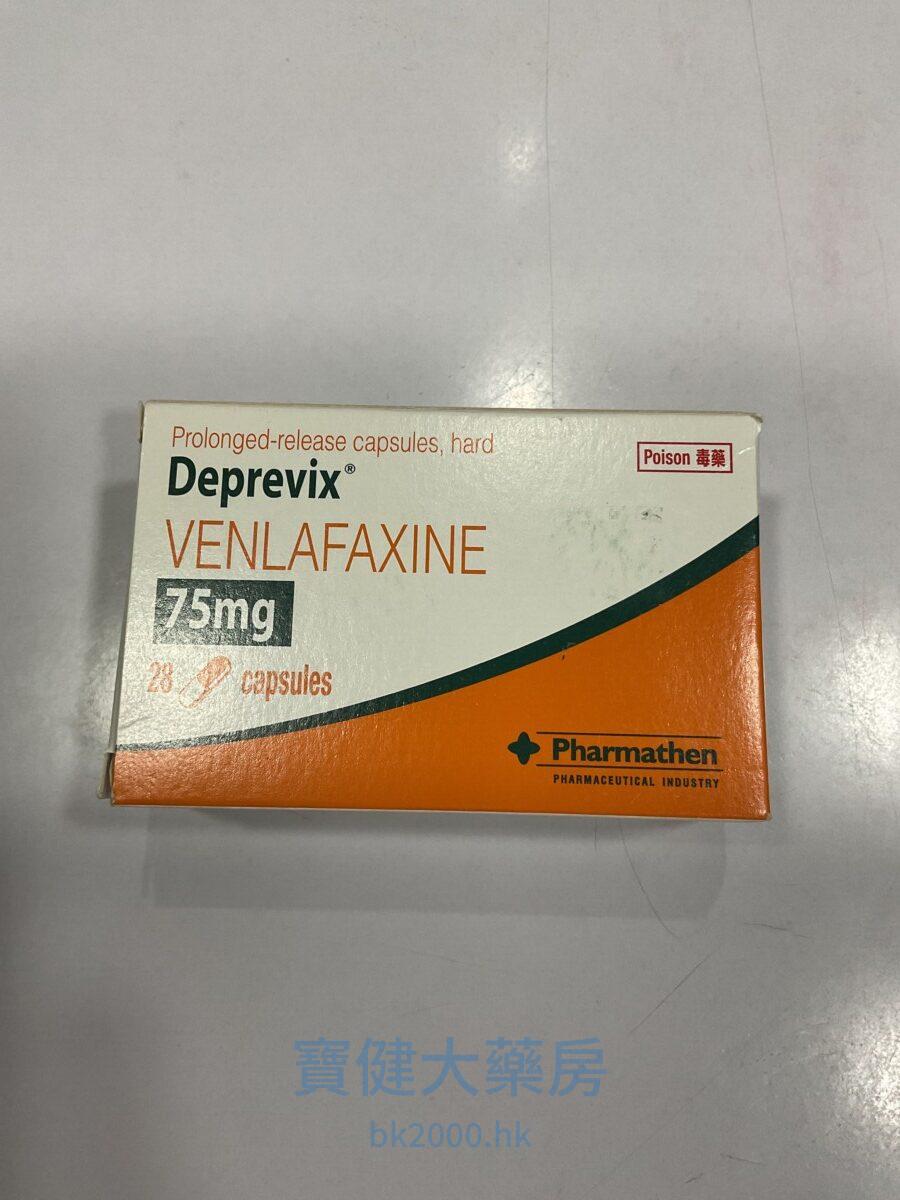 Prolonged-release capsules, hard
Poison 毒藥
Deprevix®
VENLAFAXINE
75mg
28 capsules
Pharmathen
PHARMACEUTICAL INDUSTRY
寶健大藥房
bk2000.hk